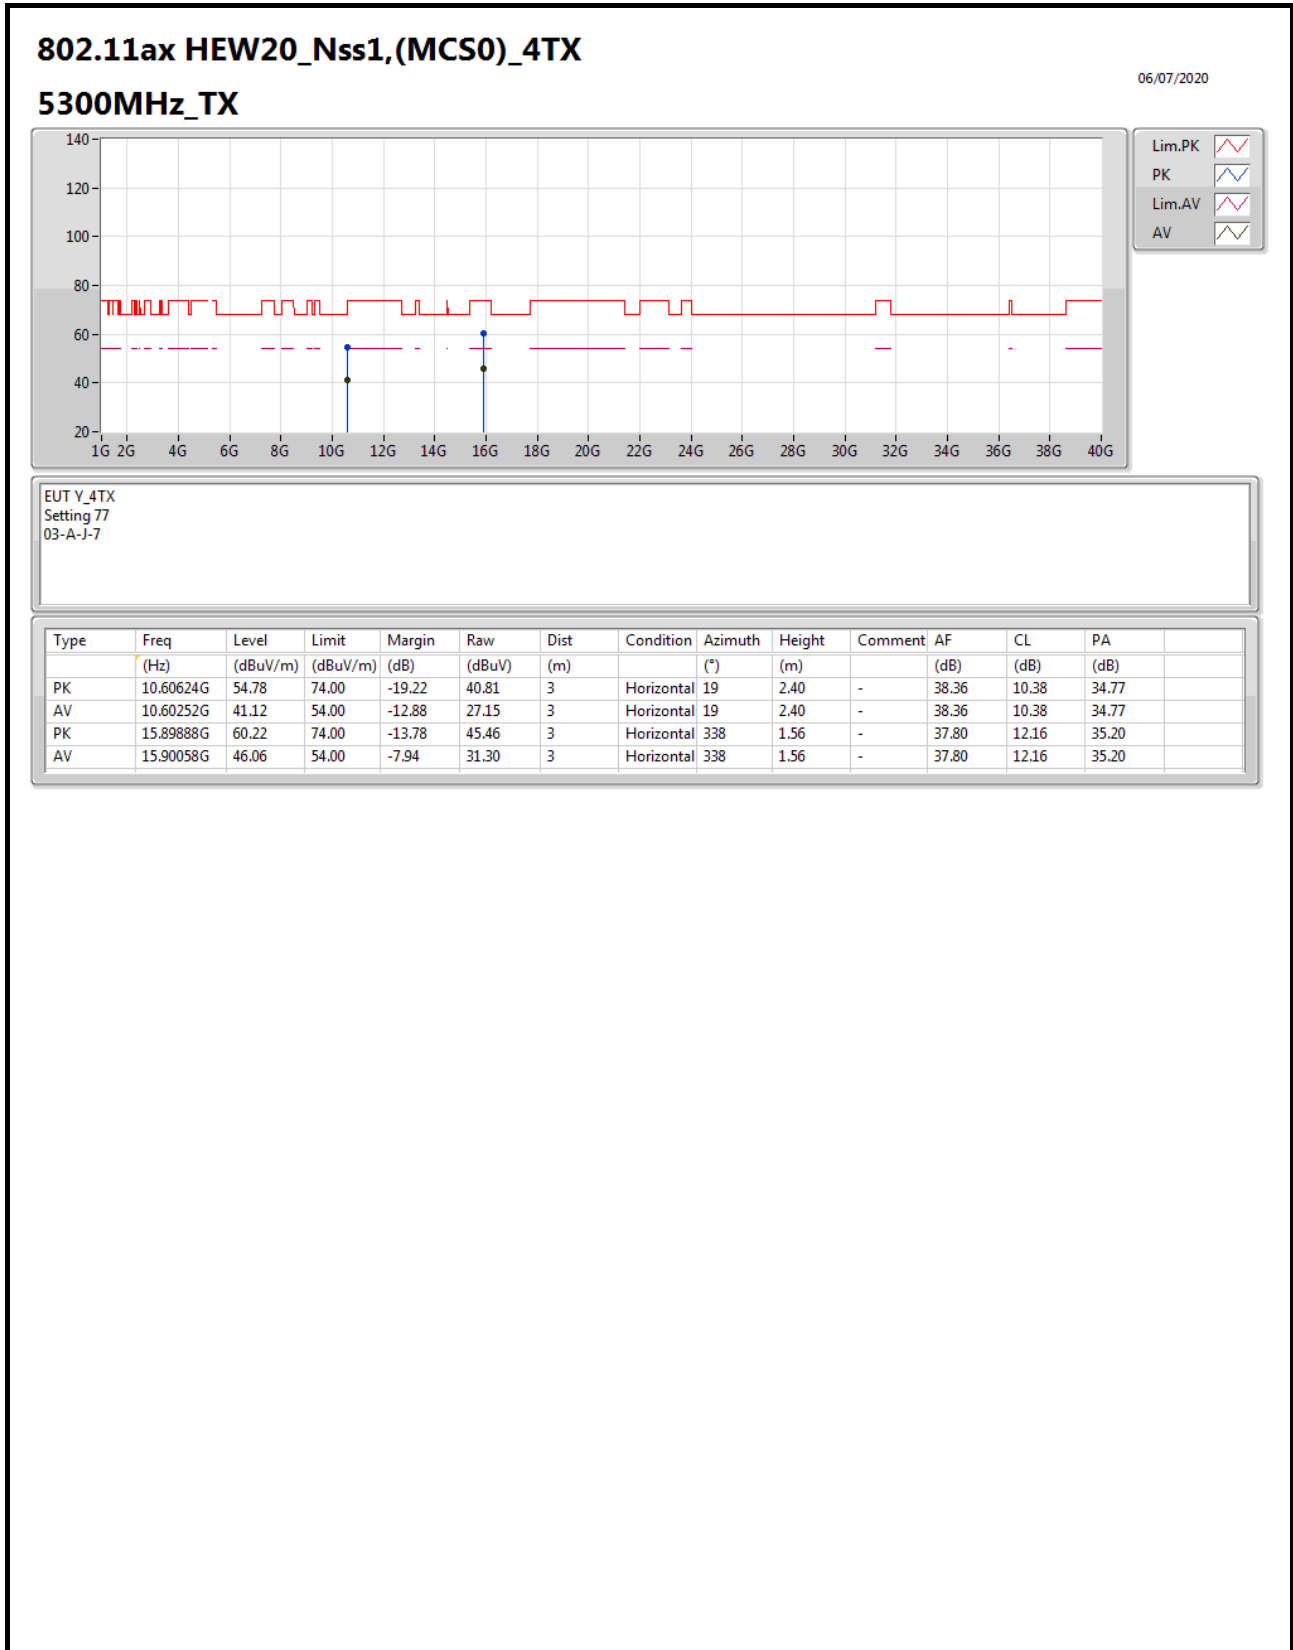 802.11ax HEW20_Nss1,(MCS0)_4TX
06/07/2020
5300MHz_TX
140
120
100
80
60
40
20
1G 2G 4G 6G 8G 10G 12G 14G 16G 18G 20G 22G 24G 26G 28G 30G 32G 34G 36G 38G 40G
Lim.PK
PK
Lim.AV
AV
EUT Y_4TX
Setting 77
03-A-J-7
Type Freq Level Limit Margin Raw Dist Condition Azimuth Height Comment AF CL PA
(Hz) (dBuV/m) (dBuV/m) (dB) (dBuV) (m) (°) (m) (dB) (dB) (dB)
PK 10.60624G 54.78 74.00 -19.22 40.81 3 Horizontal 19 2.40 - 38.36 10.38 34.77
AV 10.60252G 41.12 54.00 -12.88 27.15 3 Horizontal 19 2.40 - 38.36 10.38 34.77
PK 15.89888G 60.22 74.00 -13.78 45.46 3 Horizontal 338 1.56 - 37.80 12.16 35.20
AV 15.90058G 46.06 54.00 -7.94 31.30 3 Horizontal 338 1.56 - 37.80 12.16 35.20